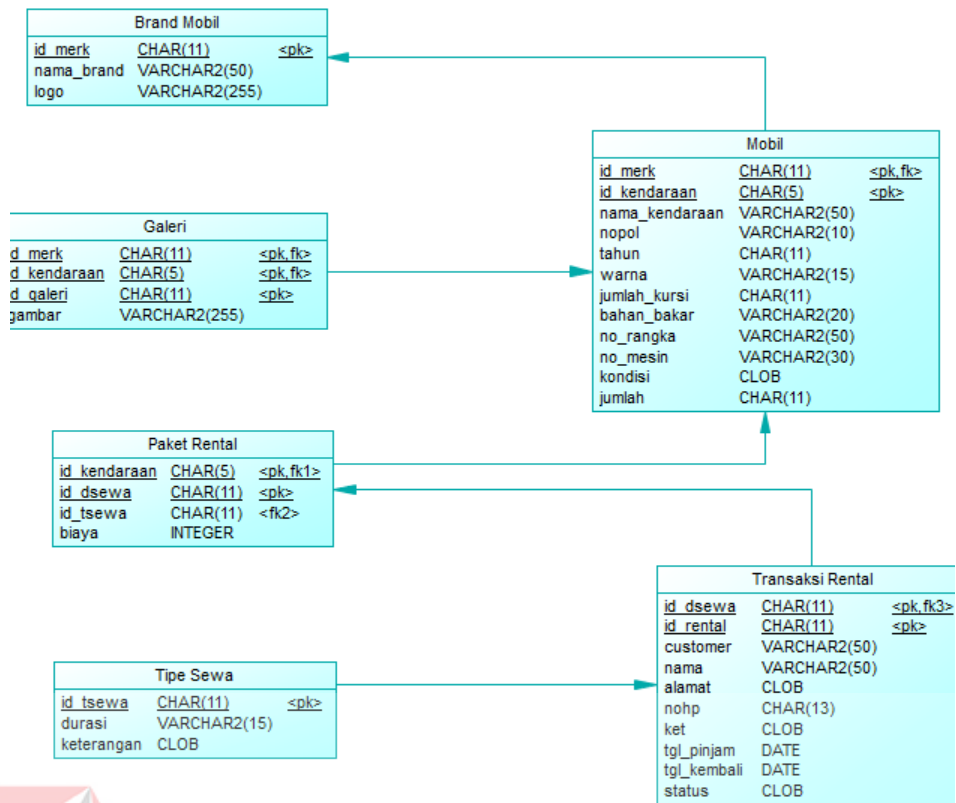 Brand Mobil
id_merk CHAR(11) <pk>
nama_brand VARCHAR2(50)
logo VARCHAR2(255)
Mobil
id_merk CHAR(11) <pk,fk>
id_kendaraan CHAR(5) <pk>
nama_kendaraan VARCHAR2(50)
nopol VARCHAR2(10)
tahun CHAR(11)
warna VARCHAR2(15)
jumlah_kursi CHAR(11)
bahan_bakar VARCHAR2(20)
no_rangka VARCHAR2(50)
no_mesin VARCHAR2(30)
kondisi CLOB
jumlah CHAR(11)
Galeri
d_merk CHAR(11) <pk,fk>
d_kendaraan CHAR(5) <pk,fk>
d_galeri CHAR(11) <pk>
gambar VARCHAR2(255)
Paket Rental
id_kendaraan CHAR(5) <pk,fk1>
id_dsewa CHAR(11) <pk>
id_tsewa CHAR(11) <fk2>
biaya INTEGER
Transaksi Rental
id_dsewa CHAR(11) <pk,fk3>
id_rental CHAR(11) <pk>
customer VARCHAR2(50)
nama VARCHAR2(50)
alamat CLOB
nohp CHAR(13)
ket CLOB
tgl_pinjam DATE
tgl_kembali DATE
status CLOB
Tipe Sewa
id_tsewa CHAR(11) <pk>
durasi VARCHAR2(15)
keterangan CLOB